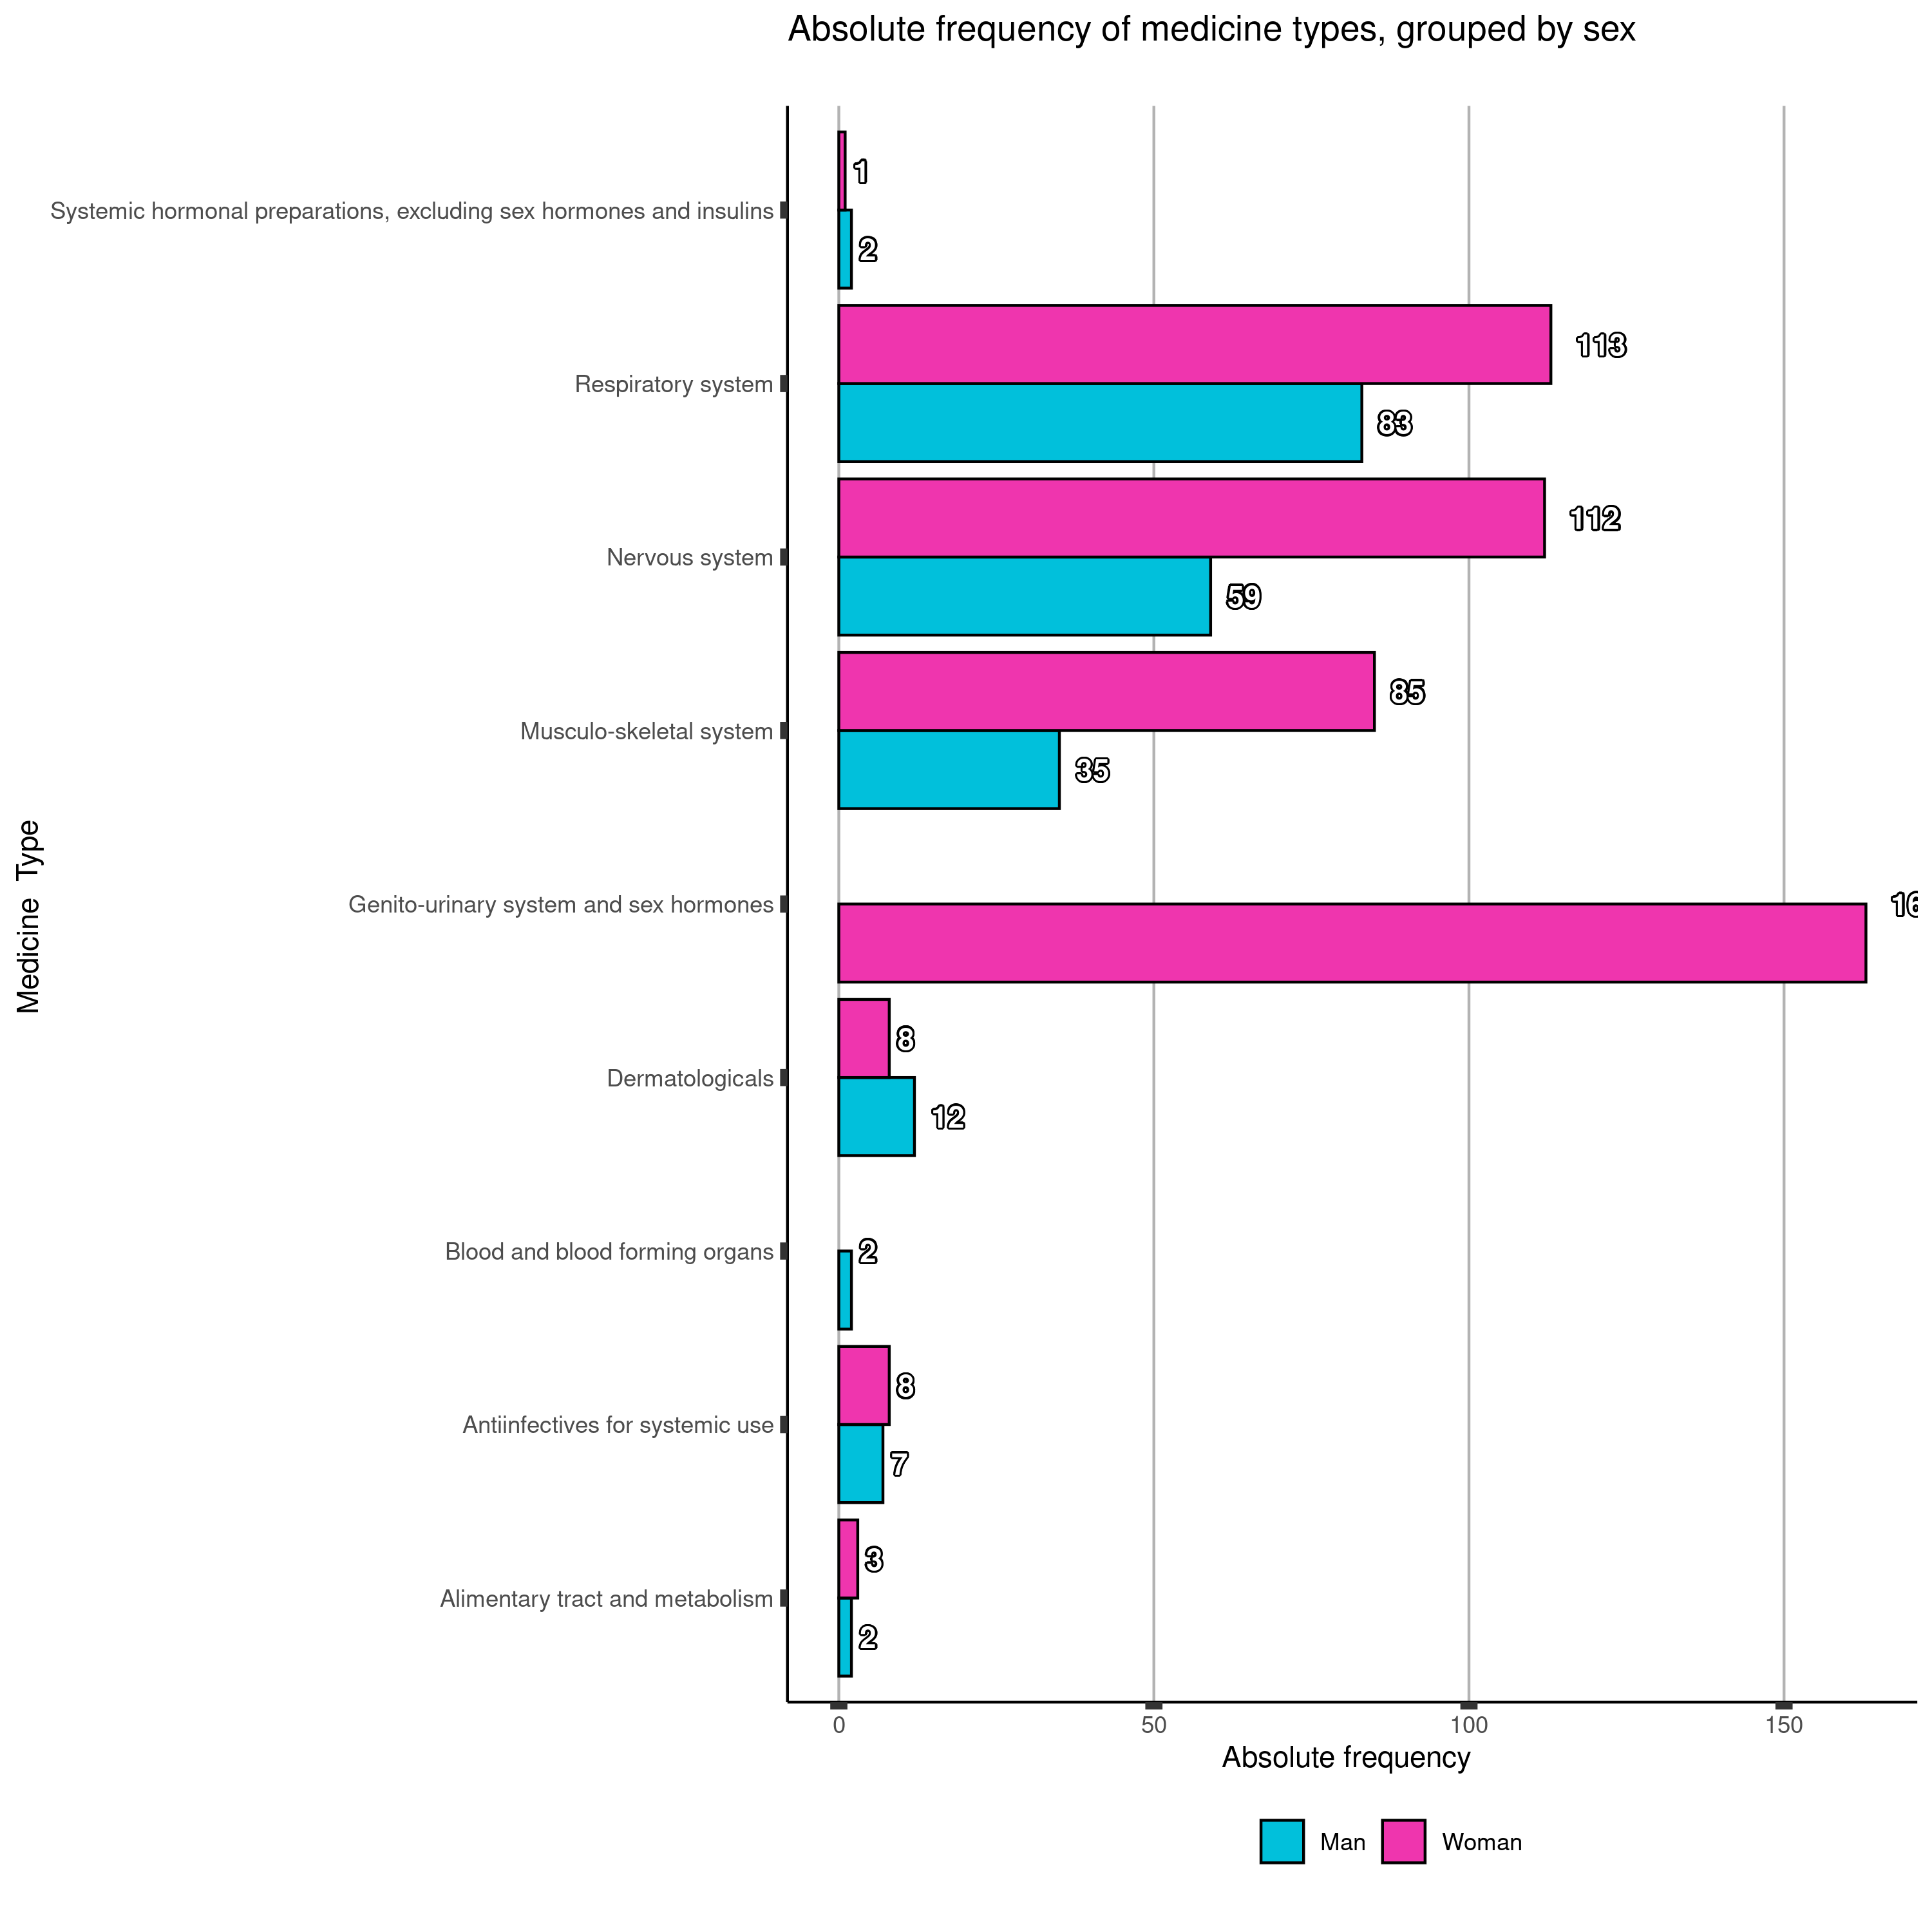 Absolute frequency of medicine types, grouped by sex
1
Systemic hormonal preparations, excluding sex hormones and insulins
2
113
Respiratory system
83
112
Nervous system
59
85
Musculo-skeletal system
35
Genito-urinary system and sex hormones
Medicine Type
8
Dermatologicals
12
Blood and blood forming organs 2
8
Antiinfectives for systemic use
7
3
Alimentary tract and metabolism
2
0 50 100 150
Absolute frequency
Man Woman